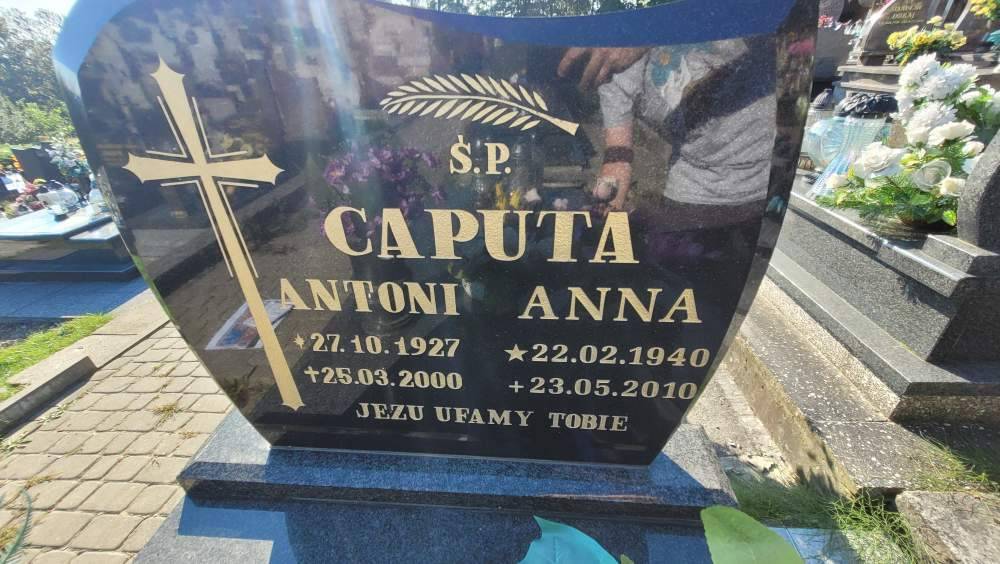 Ś.P.
CAPUTA
ANTONI ANNA
*27.10.1927 ★22.02.1940
+25.03.2000 +23.05.2010
JEZU UFAMY TOBIE